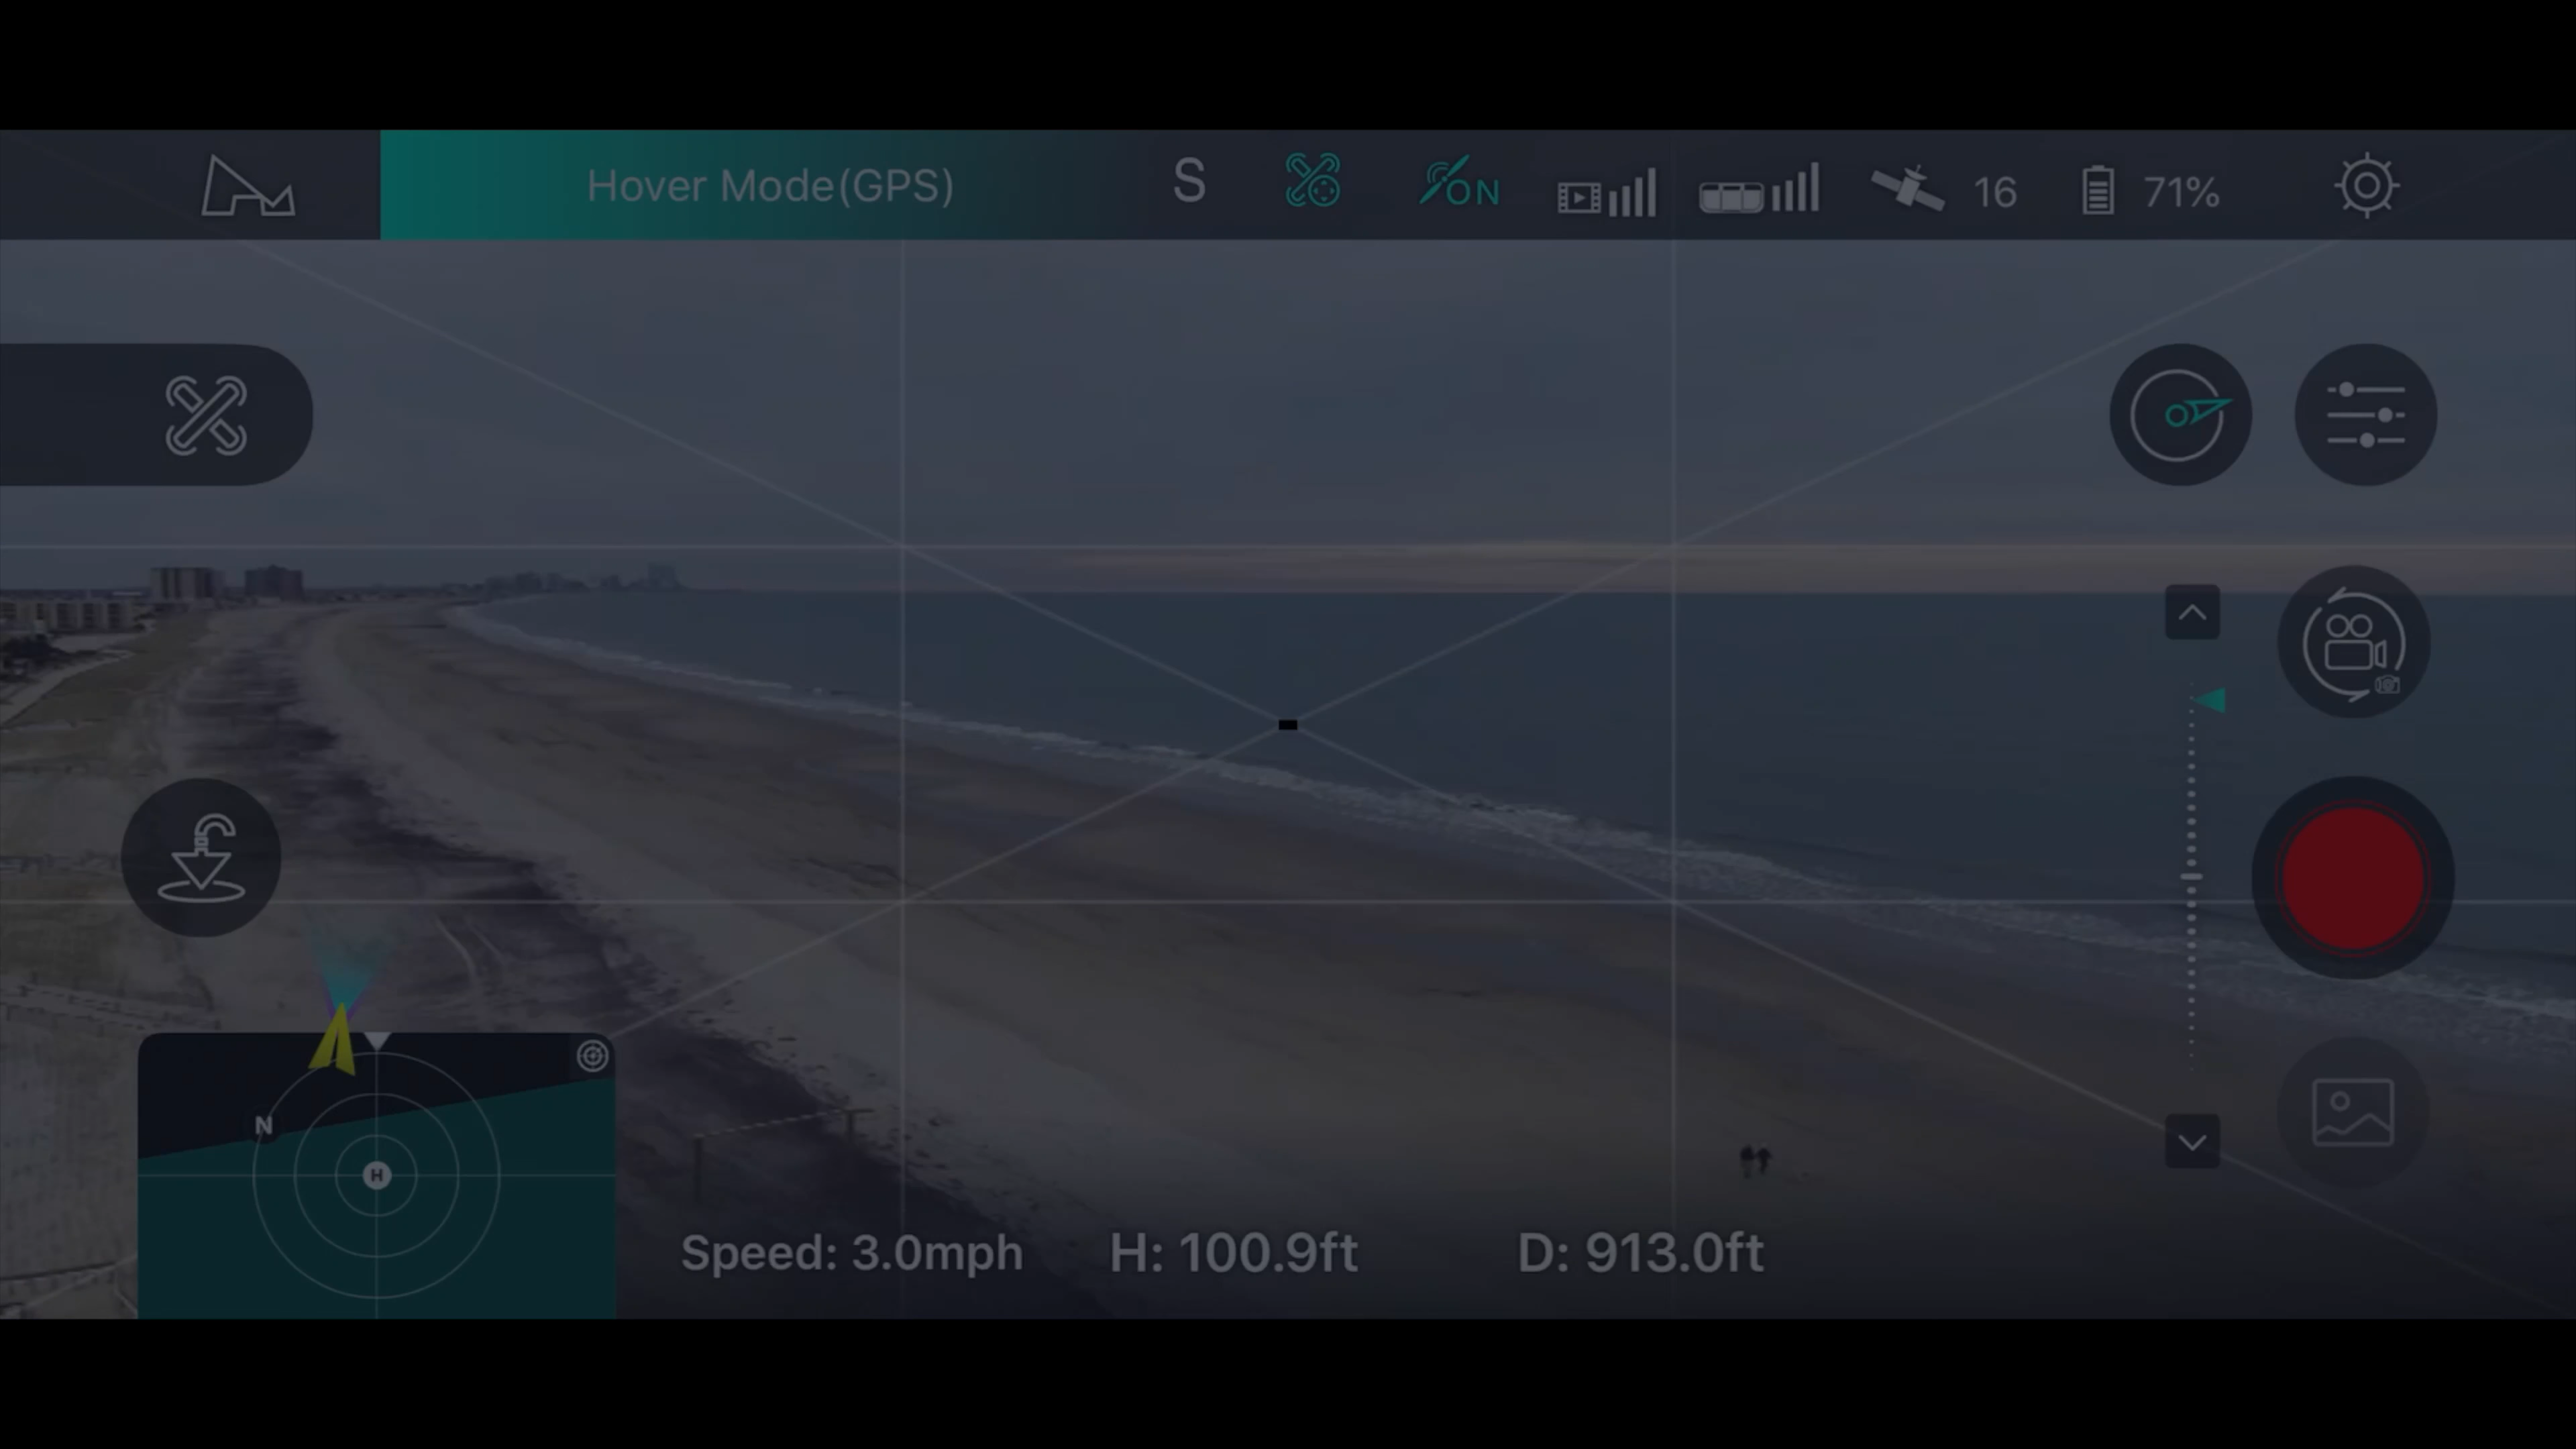 Hover Mode(GPS)
S
ON
16
71%
N
H
Speed: 3.0mph
H: 100.9ft
D: 913.0ft